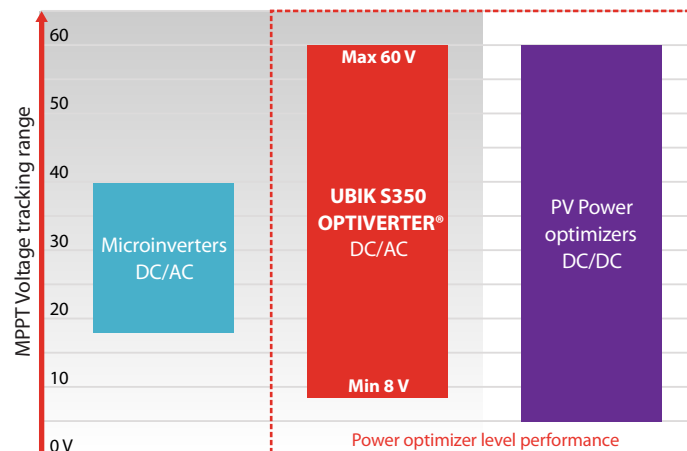 MPPT Voltage tracking range
60
50
40
30
20
10
0 V
Microinverters
DC/AC
Max 60 V
UBIK S350
OPTIVERTER®
DC/AC
Min 8 V
PV Power
optimizers
DC/DC
Power optimizer level performance